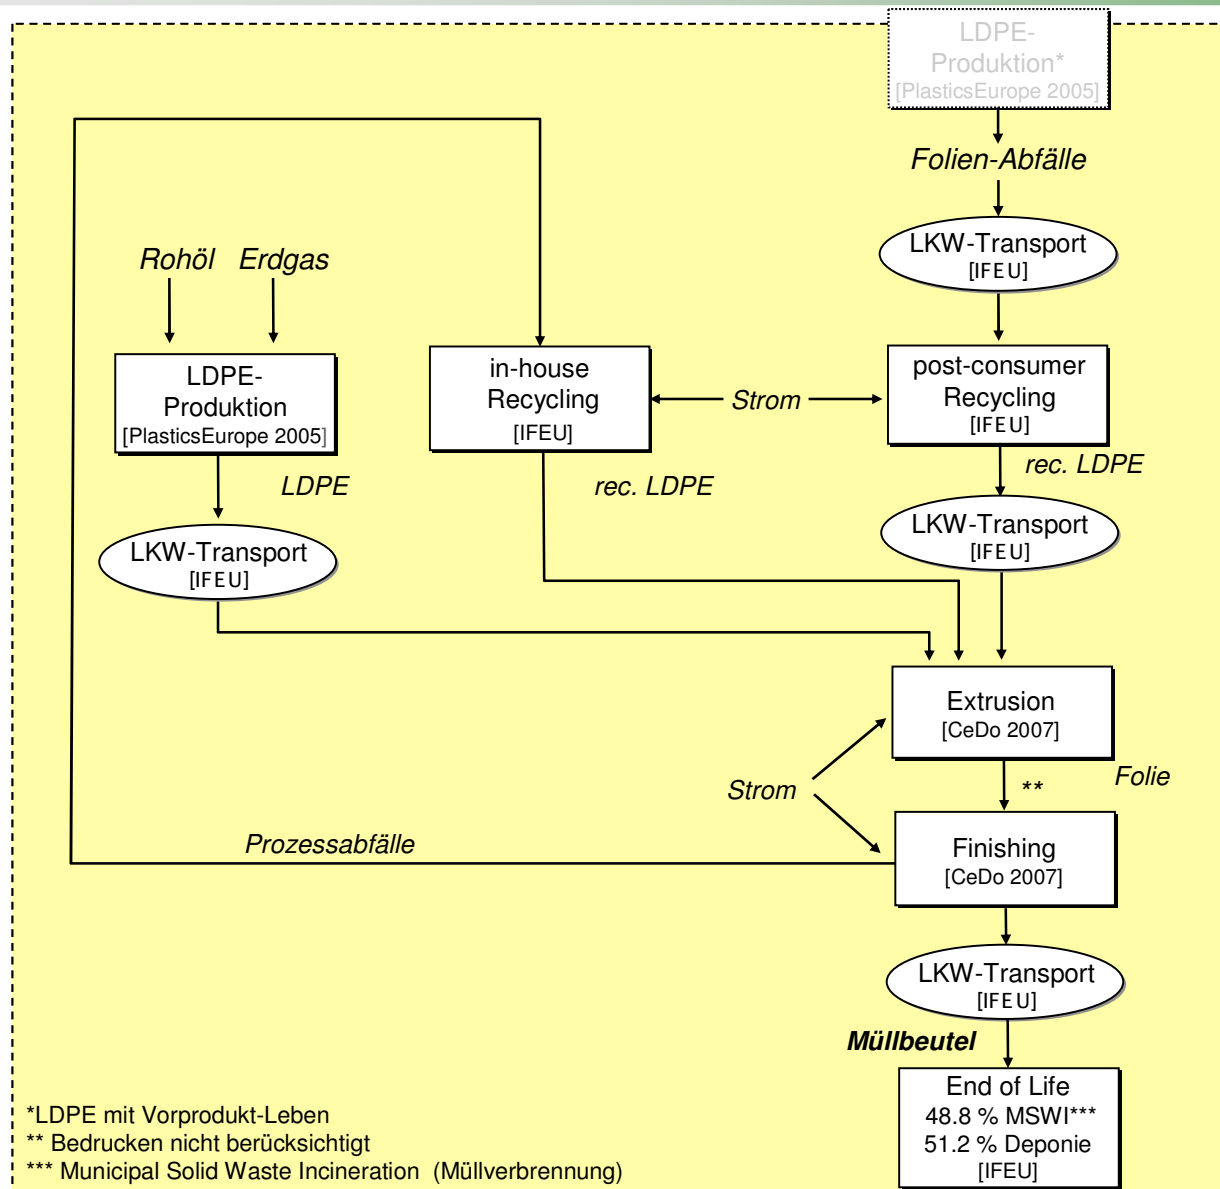 LDPE-
Produktion*
[PlasticsEurope 2005]
Folien-Abfälle
LKW-Transport
[IFEU]
Rohöl Erdgas
LDPE-
Produktion
[PlasticsEurope 2005]
in-house
Recycling
[IFEU]
Strom
post-consumer
Recycling
[IFEU]
LDPE
rec. LDPE
rec. LDPE
LKW-Transport
[IFEU]
LKW-Transport
[IFEU]
Extrusion
[CeDo 2007]
Strom
**
Folie
Prozessabfälle
Finishing
[CeDo 2007]
LKW-Transport
[IFEU]
Müllbeutel
End of Life
48.8 % MSWI***
51.2 % Deponie
[IFEU]
*LDPE mit Vorprodukt-Leben
** Bedrucken nicht berücksichtigt
*** Municipal Solid Waste Incineration (Müllverbrennung)